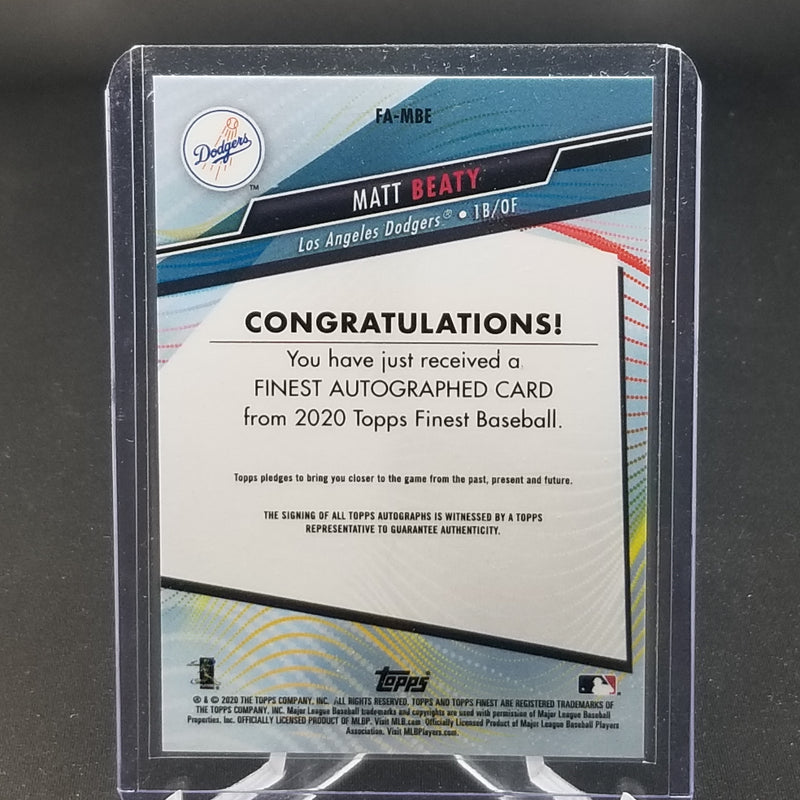 FA-MBE
Dodgers
TM
MATT BEATY
Los Angeles Dodgers® • 1B/OF
CONGRATULATIONS!
You have just received a
FINEST AUTOGRAPHED CARD
from 2020 Topps Finest Baseball.
Topps pledges to bring you closer to the game from the past, present and future.
THE SIGNING OF ALL TOPPS AUTOGRAPHS IS WITNESSED BY A TOPPS
REPRESENTATIVE TO GUARANTEE AUTHENTICITY.
Topps
® & © 2020 THE TOPPS COMPANY, INC. ALL RIGHTS RESERVED. TOPPS AND TOPPS FINEST ARE REGISTERED TRADEMARKS OF
THE TOPPS COMPANY, INC. Major League Baseball trademarks and copyrights are used with permission of Major League Baseball
Properties, Inc. OFFICIALLY LICENSED PRODUCT OF MLBP. Visit MLB.com. Officially Licensed Product of Major League Baseball Players
Association. Visit MLBPlayers.com.